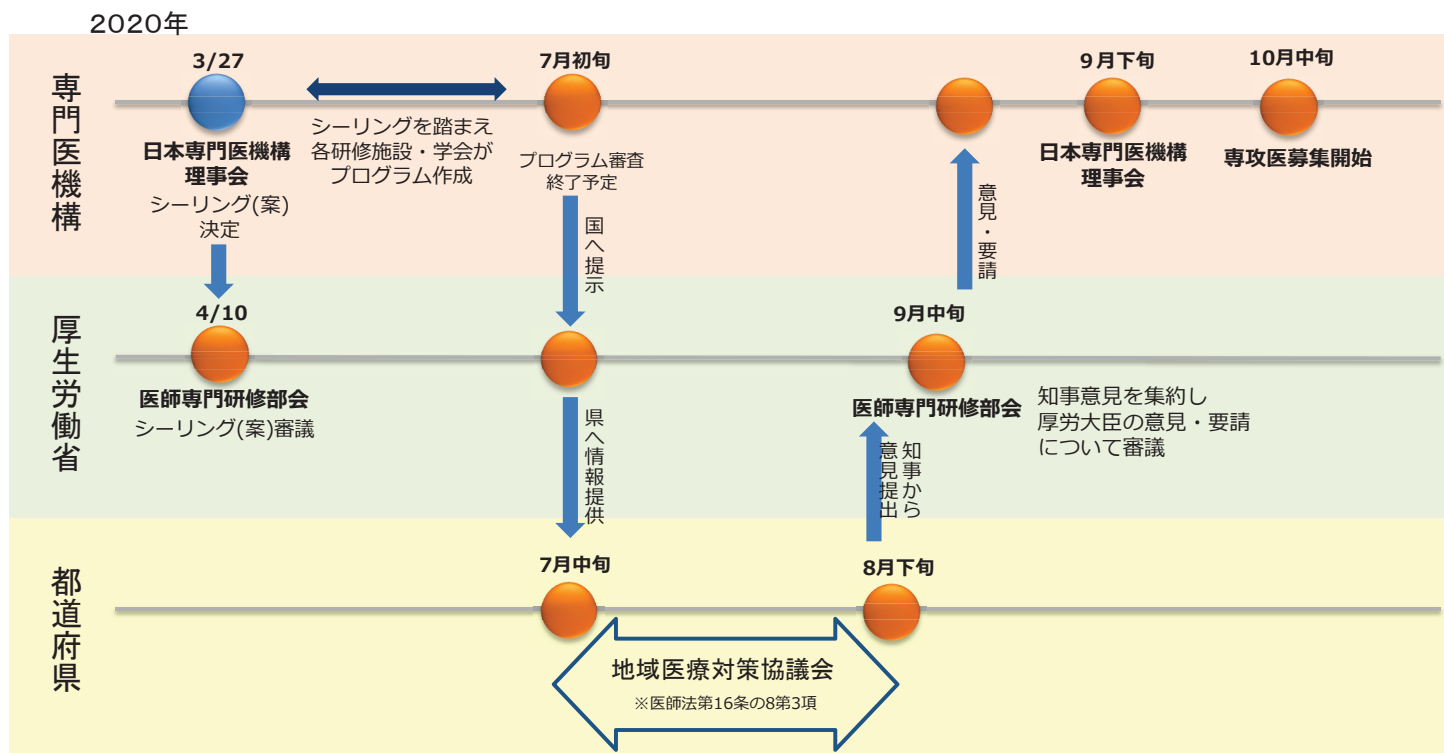 2020年
専門医機構
3/27
日本専門医機構
理事会
シーリング(案)
決定
シーリングを踏まえ
各研修施設・学会が
プログラム作成
7月初旬
プログラム審査
終了予定
国へ提示
意見・要請
9月下旬
日本専門医機構
理事会
10月中旬
専攻医募集開始
厚生労働省
4/10
医師専門研修部会
シーリング(案)審議
県へ情報提供
9月中旬
医師専門研修部会
知事意見を集約し
厚労大臣の意見・要請
について審議
知事から
意見提出
都道府県
7月中旬
8月下旬
地域医療対策協議会
※医師法第16条の8第3項